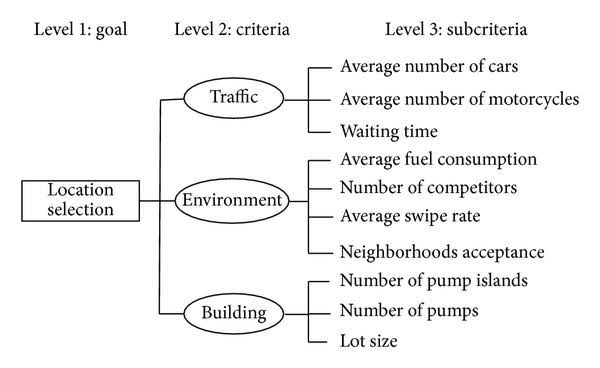 Level 1: goal
Level 2: criteria
Level 3: subcriteria
Location
selection
Traffic
Average number of cars
Average number of motorcycles
Waiting time
Environment
Average fuel consumption
Number of competitors
Average swipe rate
Neighborhoods acceptance
Building
Number of pump islands
Number of pumps
Lot size